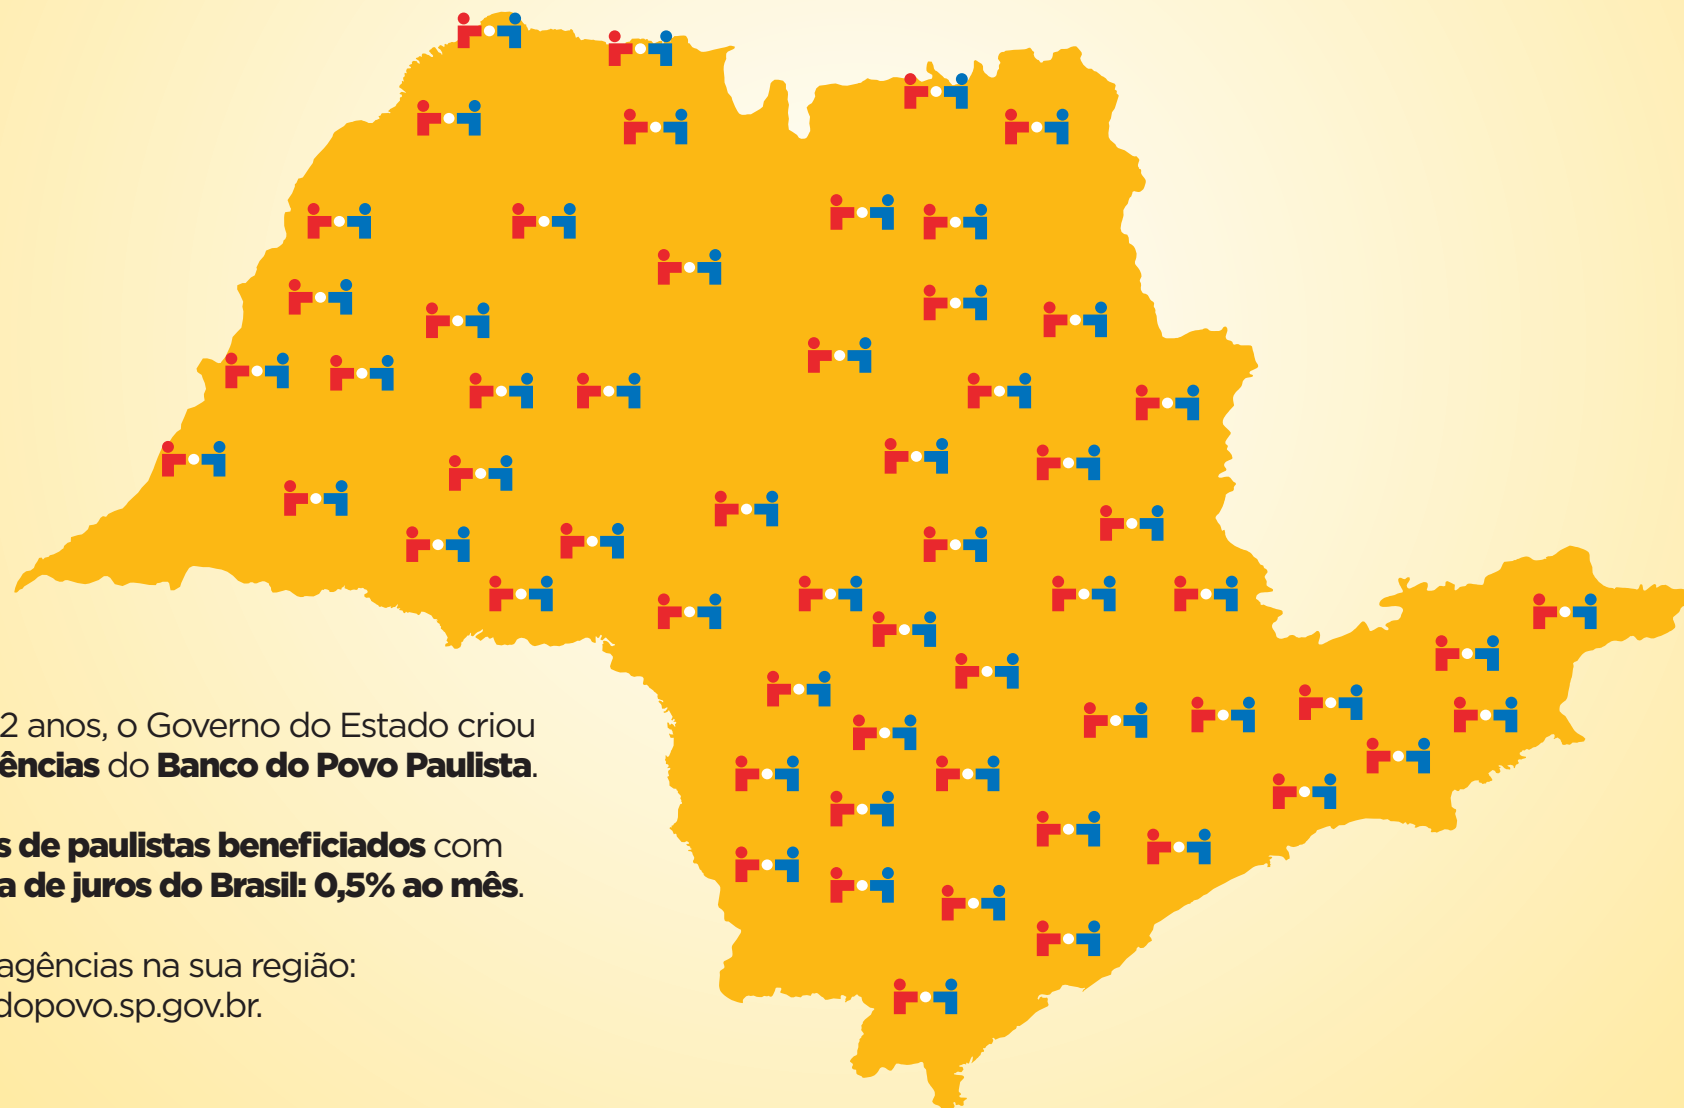 2 anos, o Governo do Estado criou
ências do Banco do Povo Paulista.
s de paulistas beneficiados com
a de juros do Brasil: 0,5% ao mês.
agências na sua região:
dopovo.sp.gov.br.